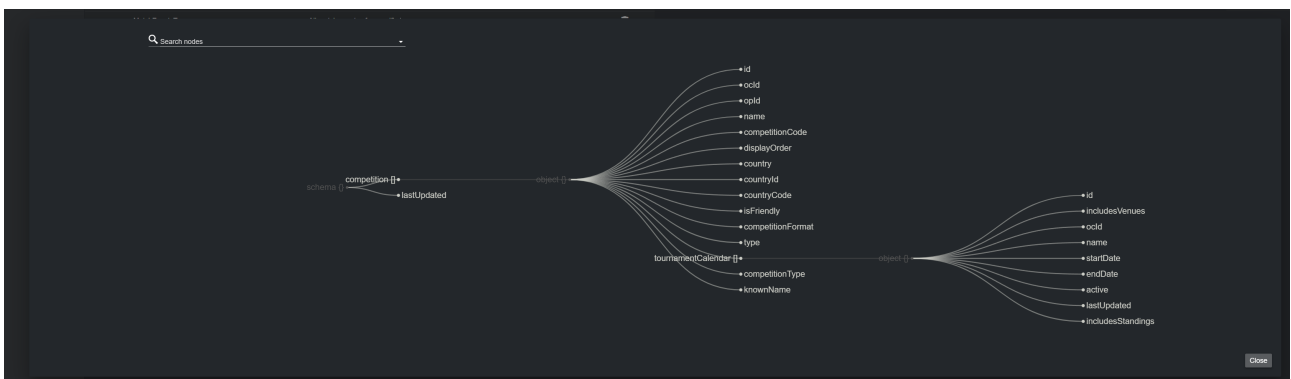 Search nodes
id
ocId
opId
name
competitionCode
displayOrder
country
competition []
object {}
countryId
schema {}
lastUpdated
countryCode
id
isFriendly
includesVenues
competitionFormat
ocId
type
name
tournamentCalendar []
object {}
startDate
competitionType
endDate
knownName
active
lastUpdated
includesStandings
Close